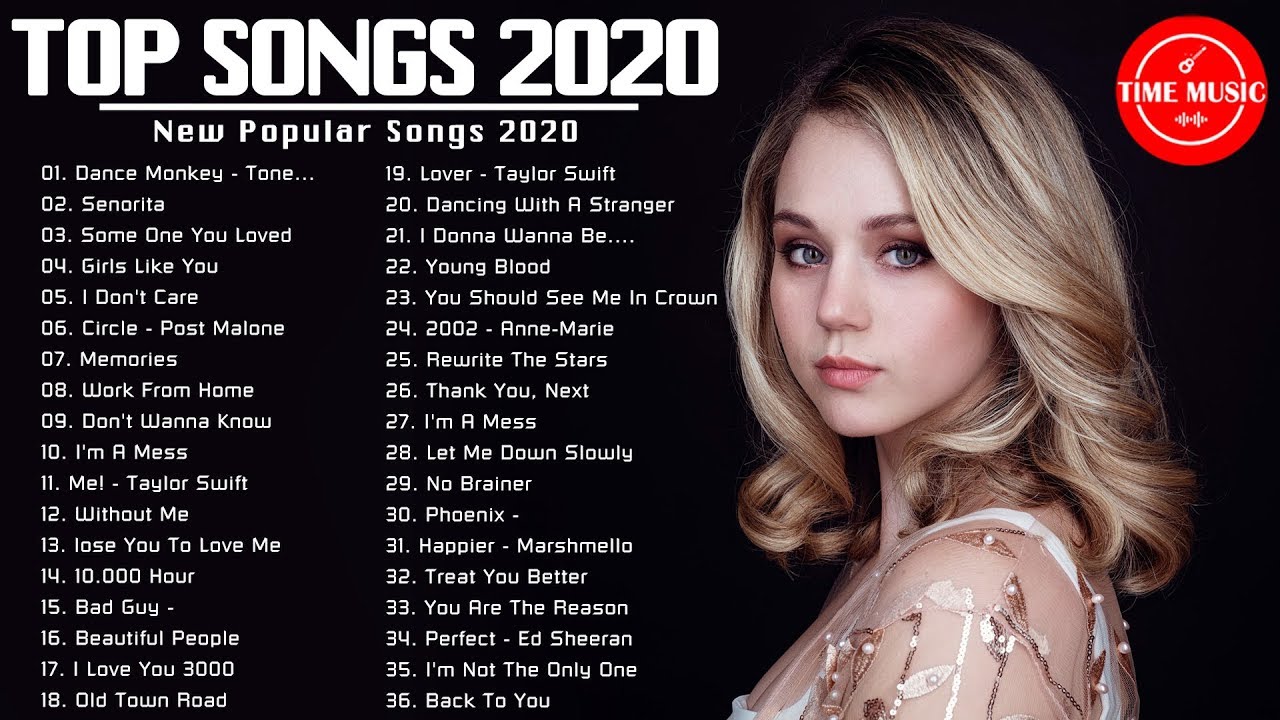 TOP SONGS 2020
New Popular Songs 2020
TIME MUSIC
01. Dance Monkey - Tone...
02. Senorita
03. Some One You Loved
04. Girls Like You
05. I Don't Care
06. Circle - Post Malone
07. Memories
08. Work From Home
09. Don't Wanna Know
10. I'm A Mess
11. Me! - Taylor Swift
12. Without Me
13. lose You To Love Me
14. 10.000 Hour
15. Bad Guy -
16. Beautiful People
17. I Love You 3000
18. Old Town Road
19. Lover - Taylor Swift
20. Dancing With A Stranger
21. I Donna Wanna Be....
22. Young Blood
23. You Should See Me In Crown
24. 2002 - Anne-Marie
25. Rewrite The Stars
26. Thank You, Next
27. I'm A Mess
28. Let Me Down Slowly
29. No Brainer
30. Phoenix -
31. Happier - Marshmello
32. Treat You Better
33. You Are The Reason
34. Perfect - Ed Sheeran
35. I'm Not The Only One
36. Back To You